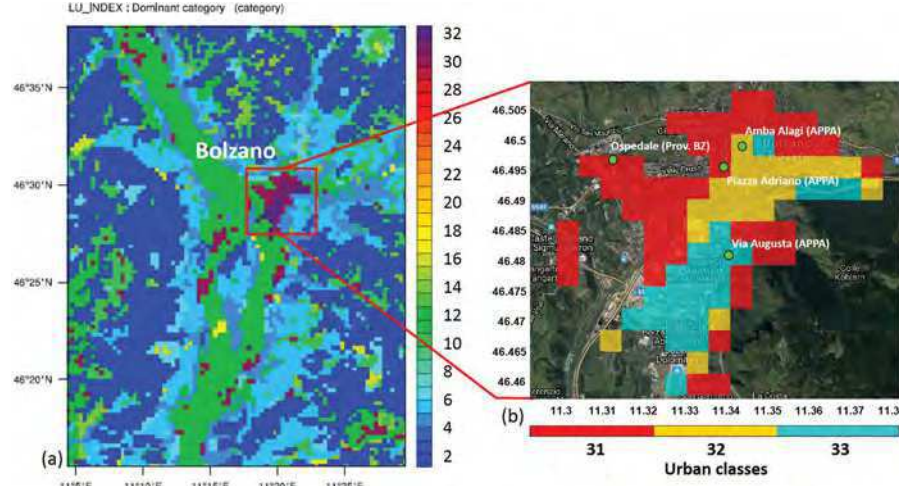 LU_INDEX : Dominant category (category)
46°35'N
46°30'N
46°25'N
46°20'N
Bolzano
(a)
32
30
28
26
24
22
20
18
16
14
12
10
8
6
4
2
46.505
46.5
46.495
46.49
46.485
46.48
46.475
46.47
46.465
46.46
Amba Alagi (APPA)
Ospedale (Prov. BZ)
Piazza Adriano (APPA)
Via Augusta (APPA)
(b)
11.3 11.31 11.32 11.33 11.34 11.35 11.36 11.37
31 32 33
Urban classes